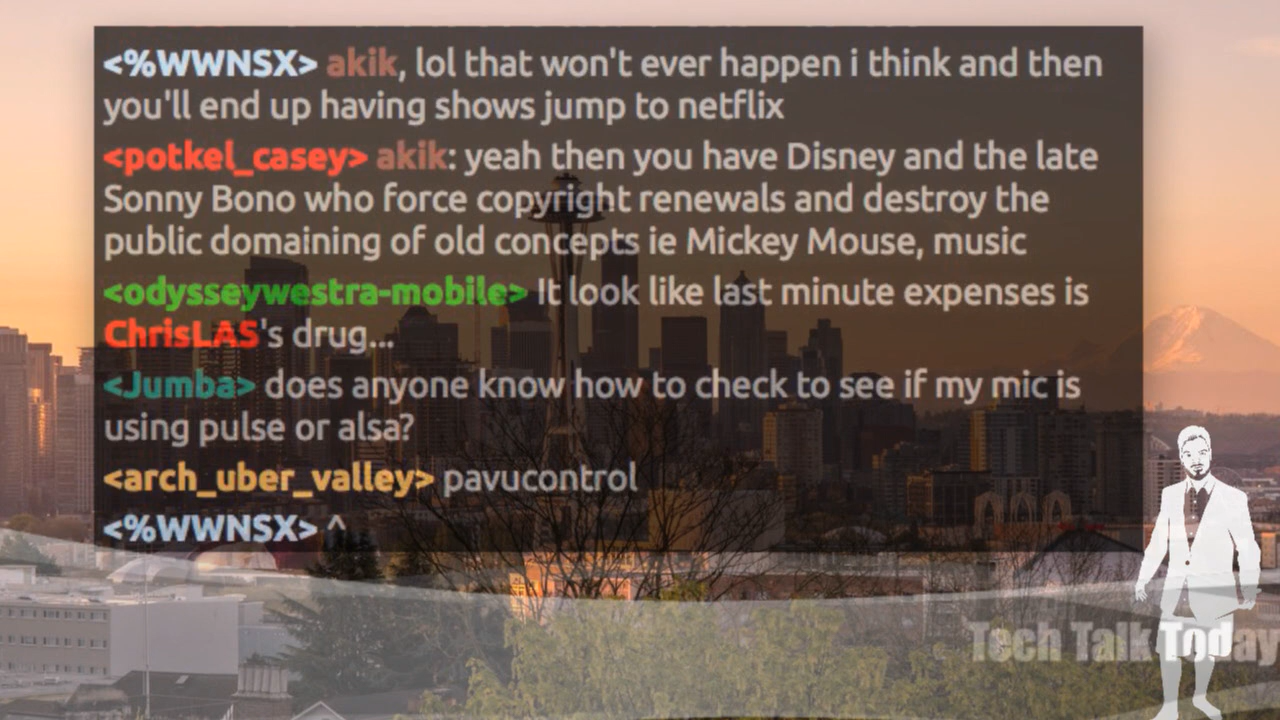 <%WWNSX> akik, lol that won't ever happen i think and then
you'll end up having shows jump to netflix
<potkel_casey> akik: yeah then you have Disney and the late
Sonny Bono who force copyright renewals and destroy the
public domaining of old concepts ie Mickey Mouse, music
<odysseywestra-mobile> It look like last minute expenses is
ChrisLAS's drug...
<Jumba> does anyone know how to check to see if my mic is
using pulse or alsa?
<arch_uber_valley> pavucontrol
<%WWNSX> ^
Tech Talk Today